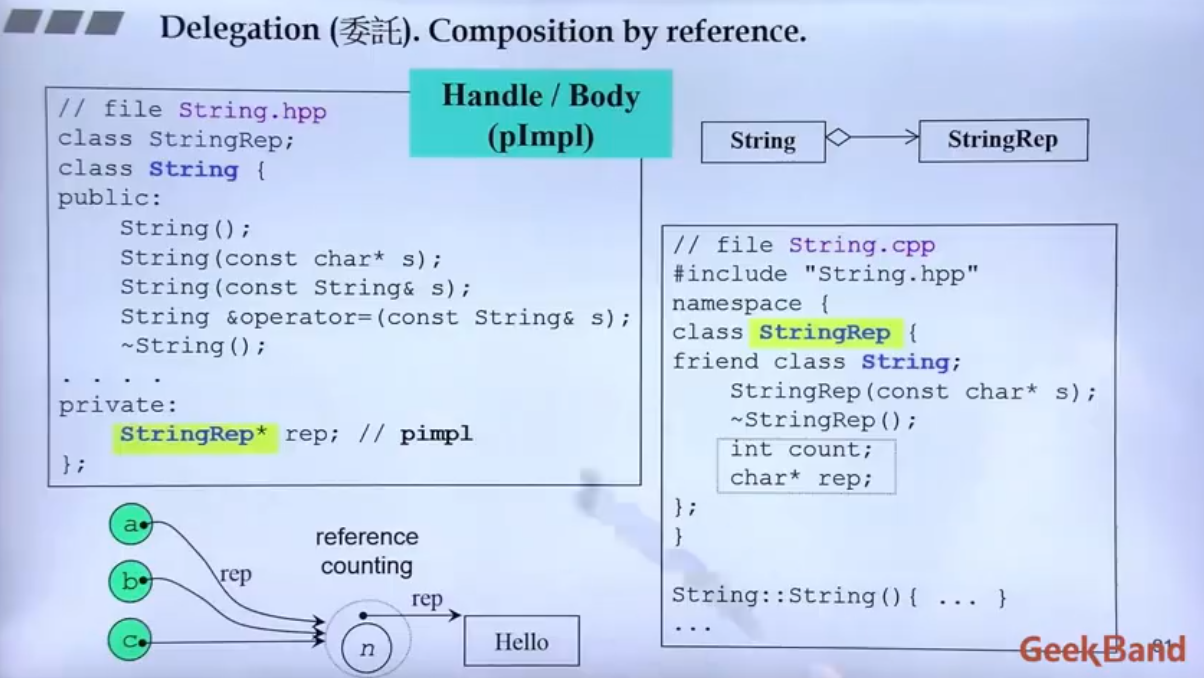 Delegation (委託). Composition by reference.
Handle / Body
(pImpl)
// file String.hpp
class StringRep;
class String {
public:
String();
String(const char* s);
String(const String& s);
String &operator=(const String& s);
~String();
. . . .
private:
StringRep* rep; // pimpl
};
String
StringRep
// file String.cpp
#include "String.hpp"
namespace {
class StringRep {
friend class String;
StringRep(const char* s);
~StringRep();
int count;
char* rep;
};
}
String::String(){ ... }
...
a
b
c
rep
reference
counting
rep
n
Hello
GeekBand